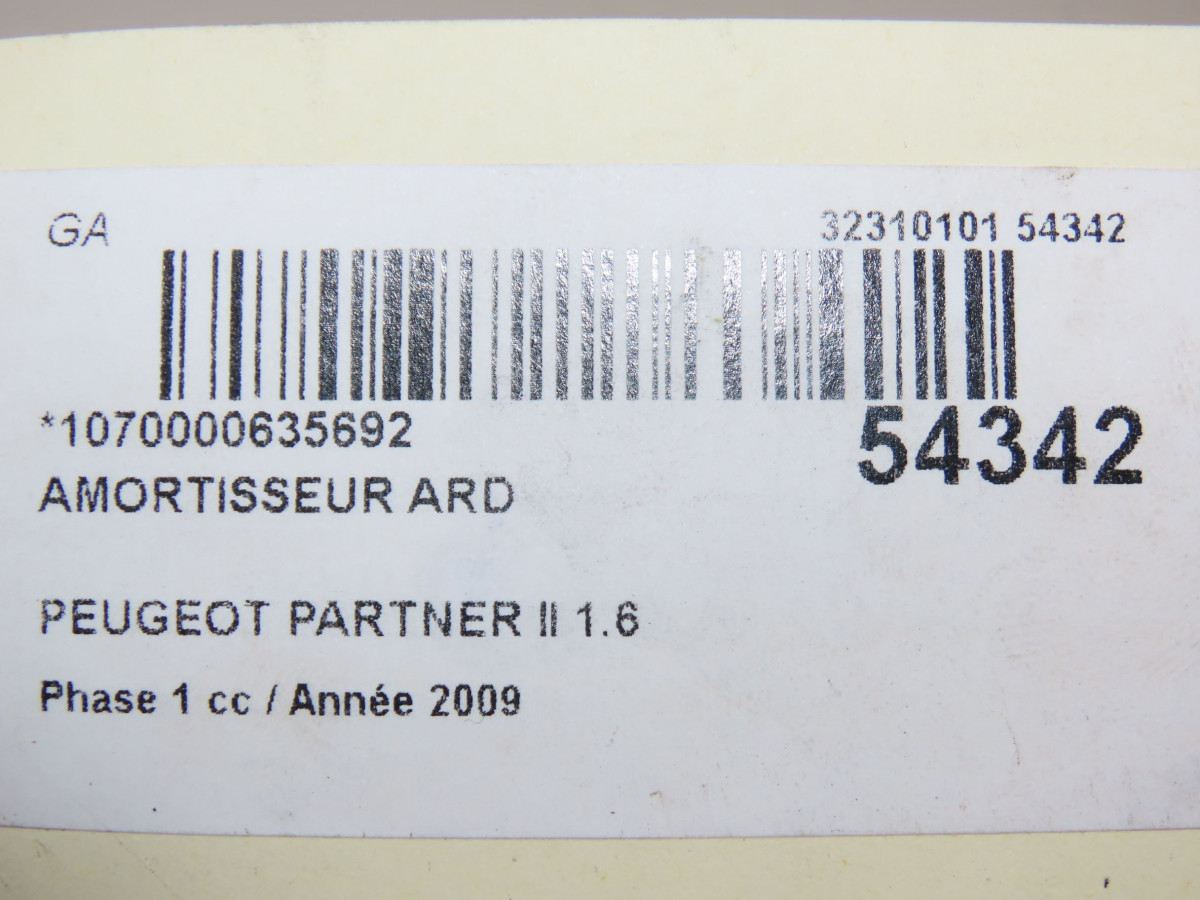 GA
32310101 54342
*1070000635692
54342
AMORTISSEUR ARD
PEUGEOT PARTNER II 1.6
Phase 1 cc / Année 2009